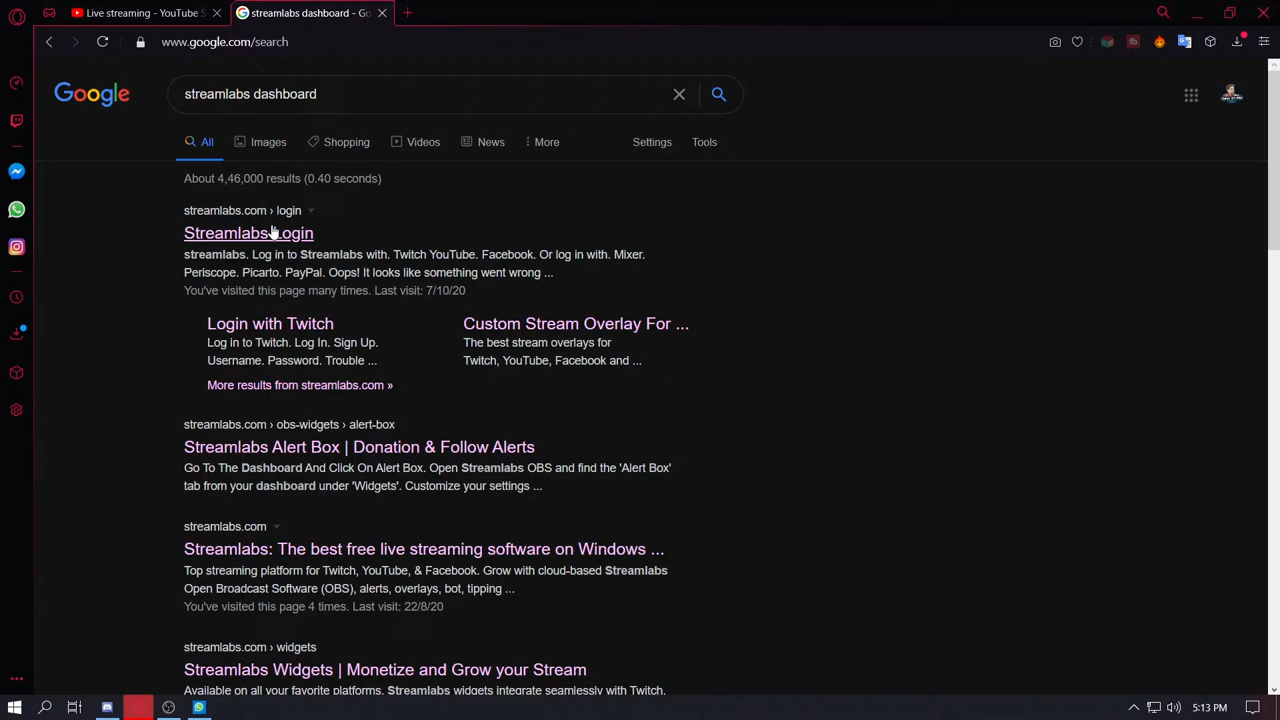 Live streaming - YouTube S
streamlabs dashboard - Go
www.google.com/search
Google
streamlabs dashboard
All
Images
Shopping
Videos
News
More
Settings
Tools
About 4,46,000 results (0.40 seconds)
streamlabs.com › login
Streamlabs Login
streamlabs. Log in to Streamlabs with. Twitch YouTube. Facebook. Or log in with. Mixer.
Periscope. Picarto. PayPal. Oops! It looks like something went wrong ...
You've visited this page many times. Last visit: 7/10/20
Login with Twitch
Log in to Twitch. Log In. Sign Up.
Username. Password. Trouble ...
Custom Stream Overlay For ...
The best stream overlays for
Twitch, YouTube, Facebook and ...
More results from streamlabs.com »
streamlabs.com › obs-widgets › alert-box
Streamlabs Alert Box | Donation & Follow Alerts
Go To The Dashboard And Click On Alert Box. Open Streamlabs OBS and find the 'Alert Box'
tab from your dashboard under 'Widgets'. Customize your settings ...
streamlabs.com
Streamlabs: The best free live streaming software on Windows ...
Top streaming platform for Twitch, YouTube, & Facebook. Grow with cloud-based Streamlabs
Open Broadcast Software (OBS), alerts, overlays, bot, tipping ...
You've visited this page 4 times. Last visit: 22/8/20
streamlabs.com › widgets
Streamlabs Widgets | Monetize and Grow your Stream
Available on all your favorite platforms. Streamlabs widgets integrate seamlessly with Twitch.
5:13 PM